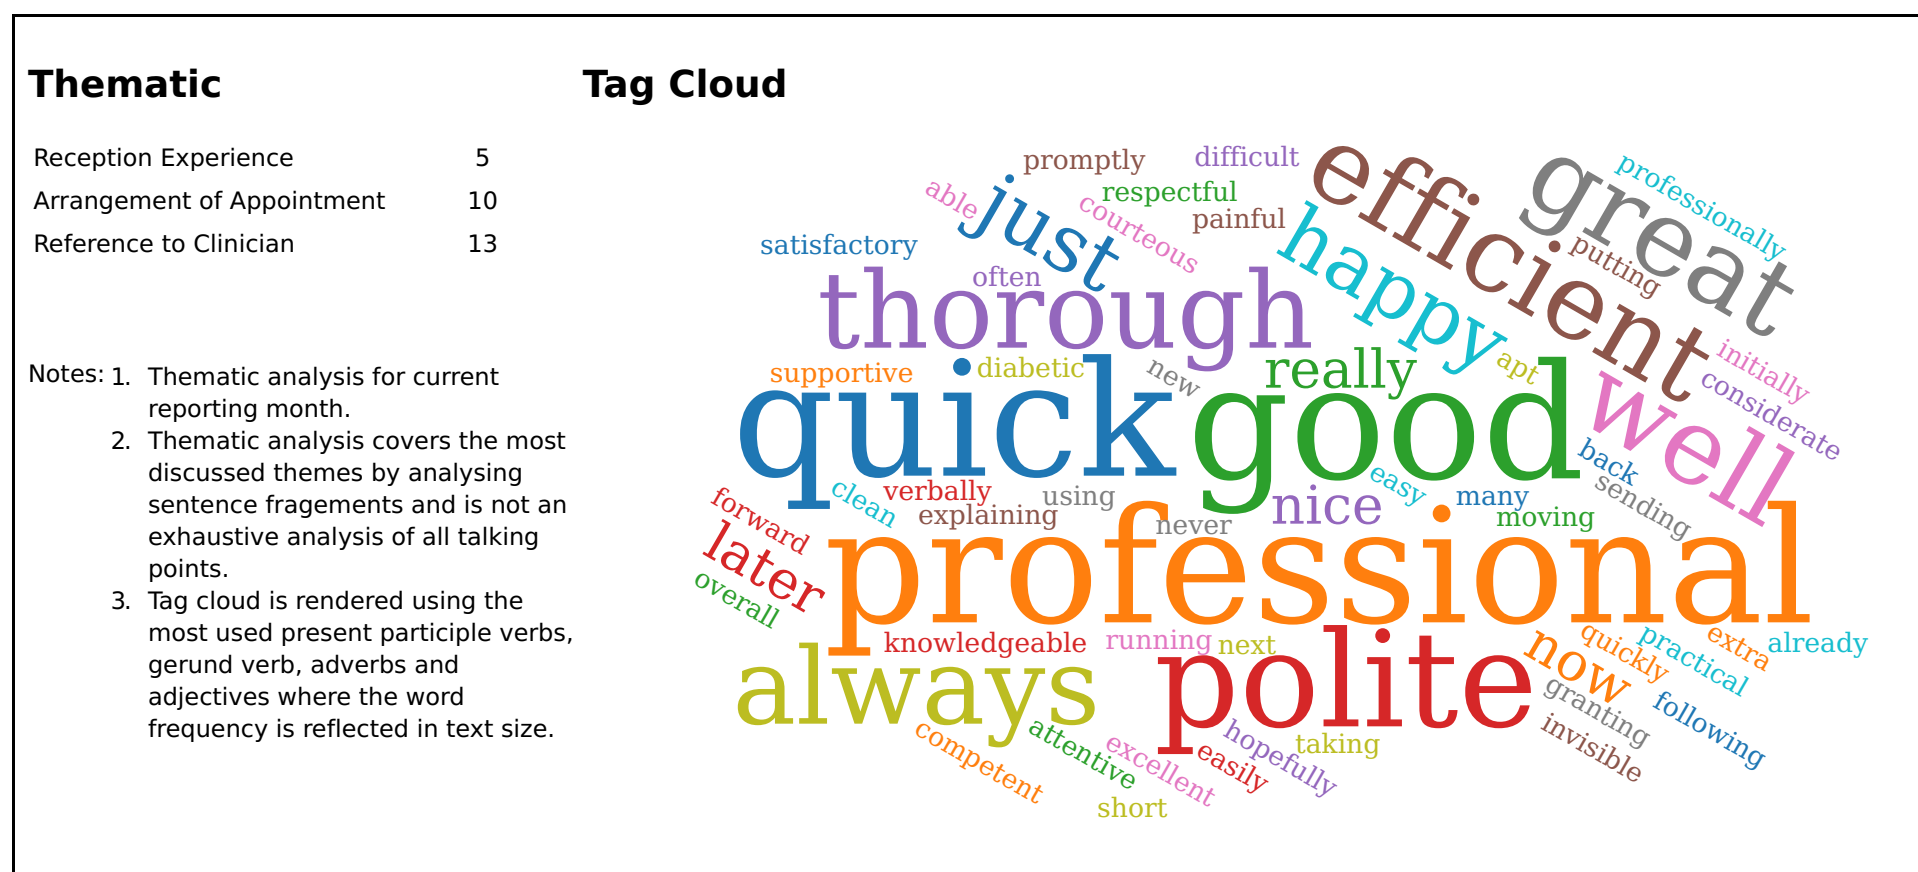 Thematic
Tag Cloud
Reception Experience 5
Arrangement of Appointment 10
Reference to Clinician 13
Notes:
1. Thematic analysis for current
reporting month.
2. Thematic analysis covers the most
discussed themes by analysing
sentence fragements and is not an
exhaustive analysis of all talking
points.
3. Tag cloud is rendered using the
most used present participle verbs,
gerund verb, adverbs and
adjectives where the word
frequency is reflected in text size.
promptly
difficult
efficient
great
professionally
able
just
respectful
courteous
painful
happy
putting
satisfactory
often
thorough
supportive
diabetic
new
really
apt
initially
considerate
quick
good
well
back
sending
forward
clean
verbally
explaining
using
never
nice
easy
many
moving
later
overall
professional
knowledgeable
running
next
now
quickly
practical
extra
already
always
polite
granting
following
invisible
competent
attentive
excellent
easily
hopefully
taking
short